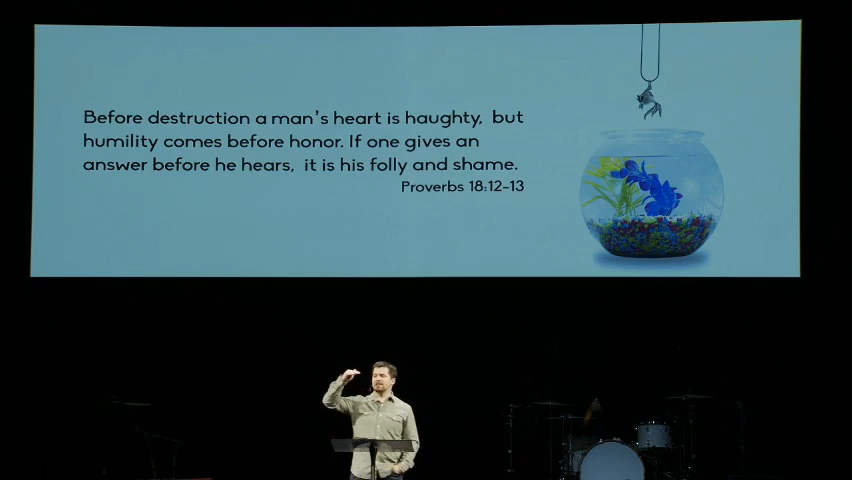 Before destruction a man's heart is haughty, but
humility comes before honor. If one gives an
answer before he hears, it is his folly and shame.
Proverbs 18:12-13